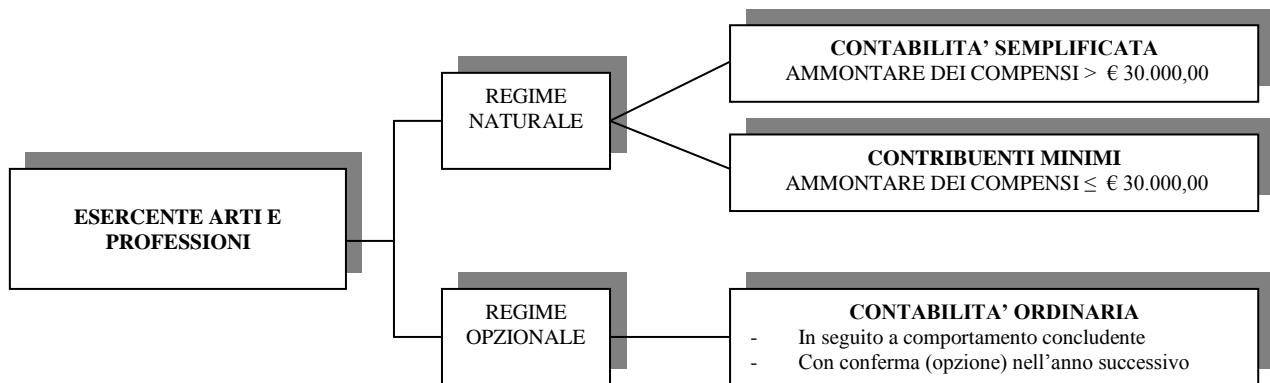 CONTABILITA’ SEMPLIFICATA
AMMONTARE DEI COMPENSI > € 30.000,00
REGIME
NATURALE
CONTRIBUENTI MINIMI
AMMONTARE DEI COMPENSI ≤ € 30.000,00
ESERCENTE ARTI E
PROFESSIONI
REGIME
OPZIONALE
CONTABILITA’ ORDINARIA
- In seguito a comportamento concludente
- Con conferma (opzione) nell’anno successivo